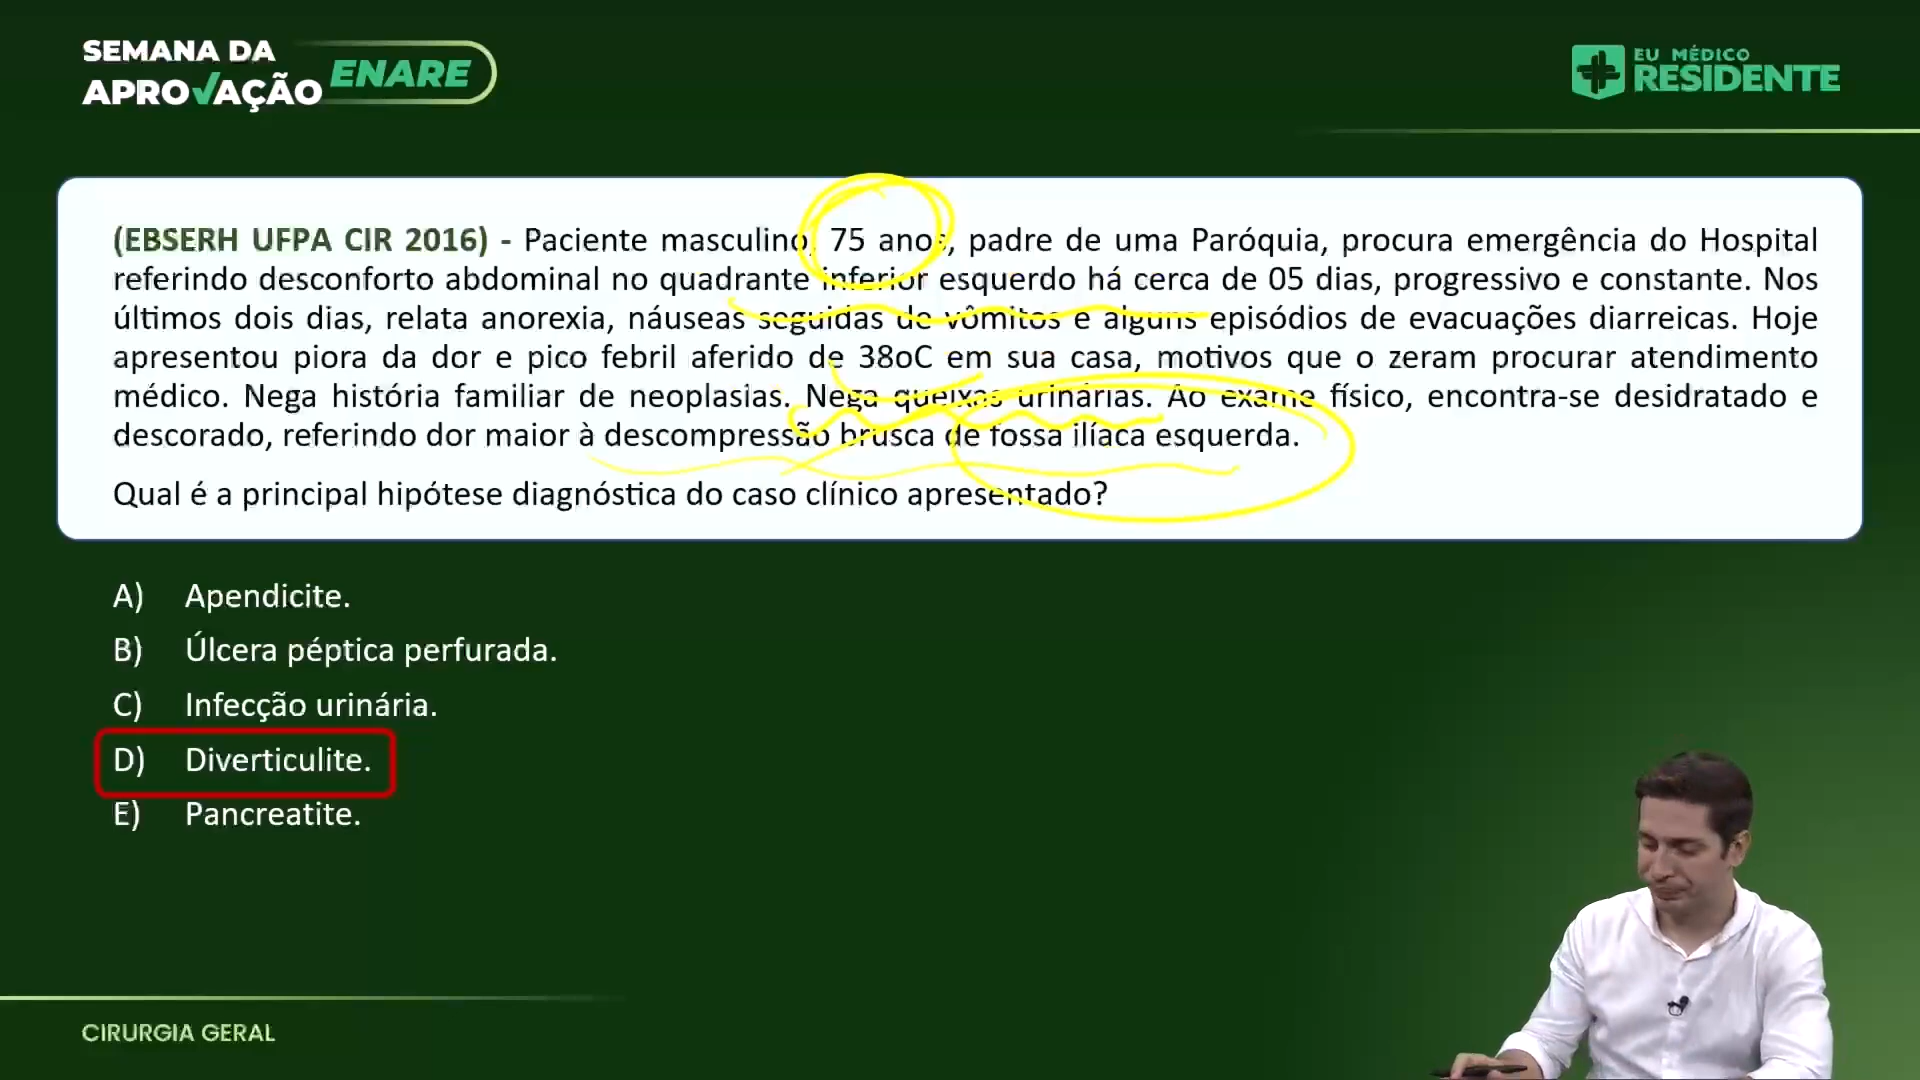 SEMANA DA
APROVAÇÃO ENARE
EU MÉDICO
RESIDENTE
(EBSERH UFPA CIR 2016) - Paciente masculino, 75 anos, padre de uma Paróquia, procura emergência do Hospital
referindo desconforto abdominal no quadrante inferior esquerdo há cerca de 05 dias, progressivo e constante. Nos
últimos dois dias, relata anorexia, náuseas seguidas de vômitos e alguns episódios de evacuações diarreicas. Hoje
apresentou piora da dor e pico febril aferido de 38oC em sua casa, motivos que o zeram procurar atendimento
médico. Nega história familiar de neoplasias. Nega queixas urinárias. Ao exame físico, encontra-se desidratado e
descorado, referindo dor maior à descompressão brusca de fossa ilíaca esquerda.
Qual é a principal hipótese diagnóstica do caso clínico apresentado?
A) Apendicite.
B) Úlcera péptica perfurada.
C) Infecção urinária.
D) Diverticulite.
E) Pancreatite.
CIRURGIA GERAL